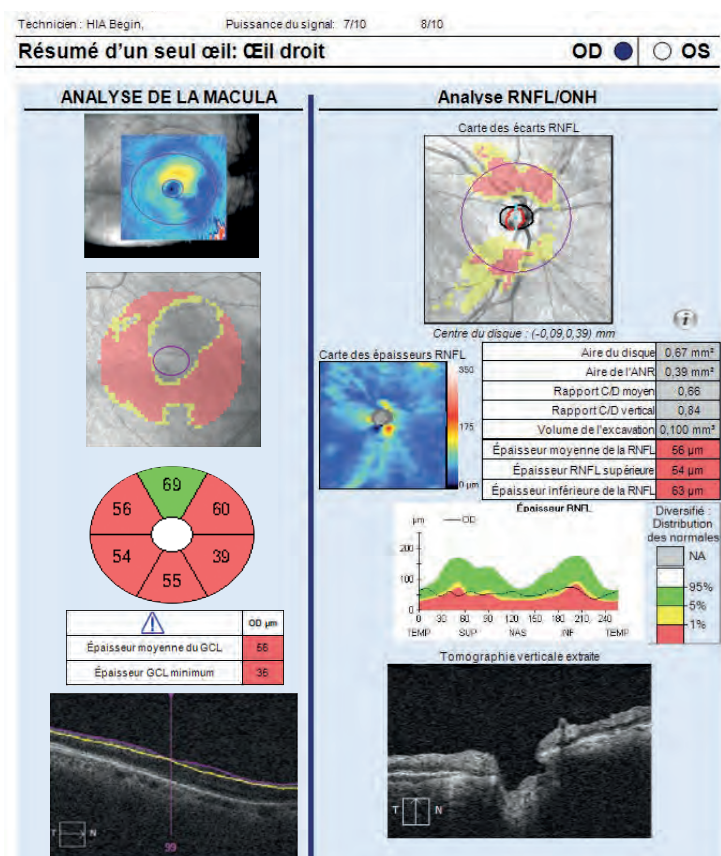 Technicien : HIA Begin, Puissance du signal: 7/10 8/10
Résumé d'un seul œil: Œil droit OD OS
ANALYSE DE LA MACULA
69
56 60
54 39
55
OD µm
Épaisseur moyenne du GCL 56
Épaisseur GCL minimum 35
T N
99
Analyse RNFL/ONH
Carte des écarts RNFL
Centre du disque : (-0,09,0,39) mm
i
Carte des épaisseurs RNFL
350
175
0 µm
Aire du disque 0,67 mm²
Aire de l'ANR 0,39 mm²
Rapport C/D moyen 0,66
Rapport C/D vertical 0,84
Volume de l'excavation 0,100 mm³
Épaisseur moyenne de la RNFL 56 µm
Épaisseur RNFL supérieure 54 µm
Épaisseur inférieure de la RNFL 63 µm
Épaisseur RNFL
µm OD
200
100
0
0 30 60 90 120 150 180 210 240
TEMP SUP NAS INF TEMP
Diversifié :
Distribution
des normales
NA
95%
5%
1%
Tomographie verticale extraite
T N